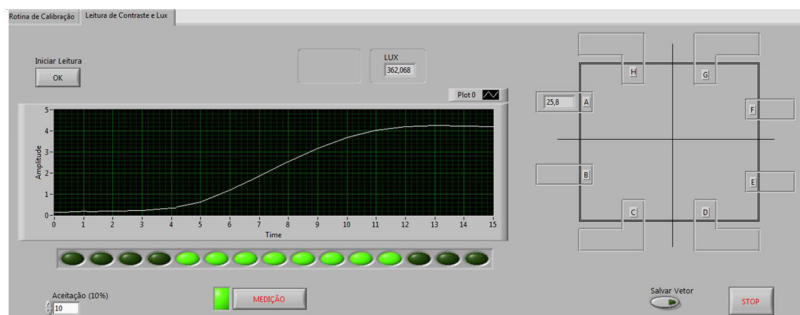 Rotina de Calibração
Leitura de Contraste e Lux
Iniciar Leitura
OK
LUX
362,068
Plot 0
Amplitude
5
4
3
2
1
0
0 1 2 3 4 5 6 7 8 9 10 11 12 13 14 15
Time
Aceitação (10%)
10
MEDIÇÃO
H
G
25,8
A
F
B
E
C
D
Salvar Vetor
STOP